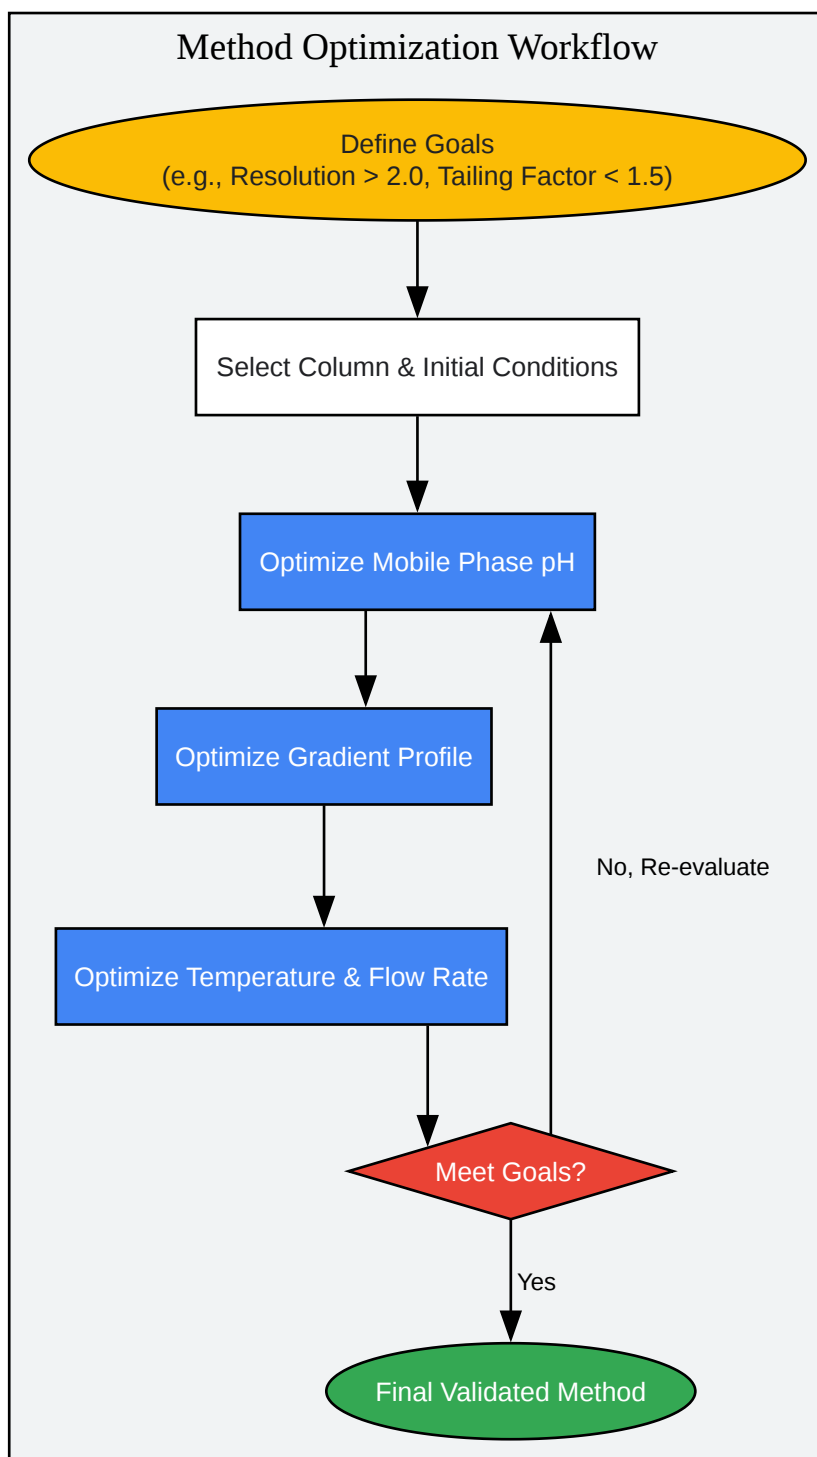 Method Optimization Workflow
Define Goals
(e.g., Resolution > 2.0, Tailing Factor < 1.5)
Select Column & Initial Conditions
Optimize Mobile Phase pH
Optimize Gradient Profile
No, Re-evaluate
Optimize Temperature & Flow Rate
Meet Goals?
Yes
Final Validated Method